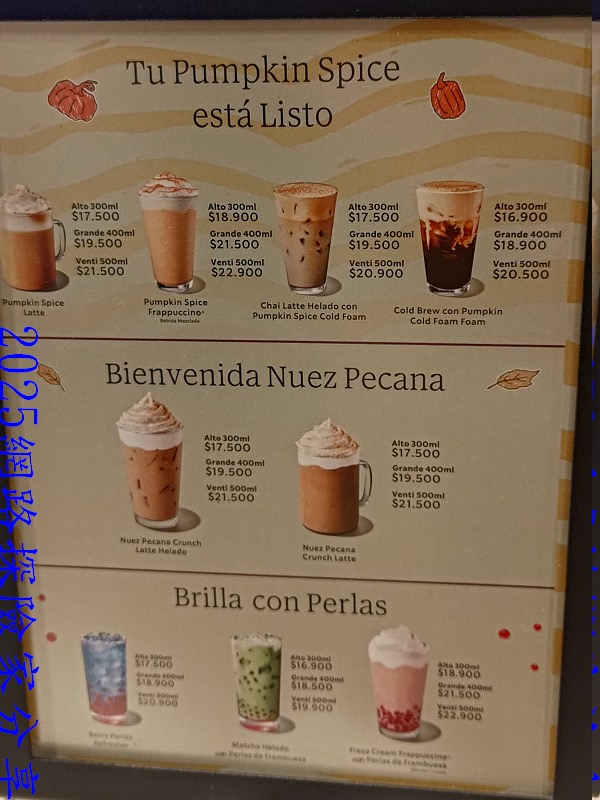 Tu Pumpkin Spice
está Listo
Alto 300ml
$17.500
Grande 400ml
$19.500
Venti 500ml
$21.500
Pumpkin Spice
Latte
Alto 300ml
$18.900
Grande 400ml
$21.500
Venti 500ml
$22.900
Pumpkin Spice
Frappuccino®
Bebida Mezclada
Alto 300ml
$17.500
Grande 400ml
$19.500
Venti 500ml
$20.900
Chai Latte Helado con
Pumpkin Spice Cold Foam
Alto 300ml
$16.900
Grande 400ml
$18.900
Venti 500ml
$20.500
Cold Brew con Pumpkin
Cold Foam Foam
Bienvenida Nuez Pecana
Alto 300ml
$17.500
Grande 400ml
$19.500
Venti 500ml
$21.500
Nuez Pecana Crunch
Latte Helado
Alto 300ml
$17.500
Grande 400ml
$19.500
Venti 500ml
$21.500
Nuez Pecana
Crunch Latte
Brilla con Perlas
Alto 300ml
$17.500
Grande 400ml
$18.900
Venti 500ml
$20.900
Berry Perlas
Refresher
Alto 300ml
$16.900
Grande 400ml
$18.500
Venti 500ml
$19.900
Matcha Helado
con Perlas de Frambuesa
Alto 300ml
$18.900
Grande 400ml
$21.500
Venti 500ml
$22.900
Fresa Cream Frappuccino®
con Perlas de Frambuesa
2025網路探險家分享